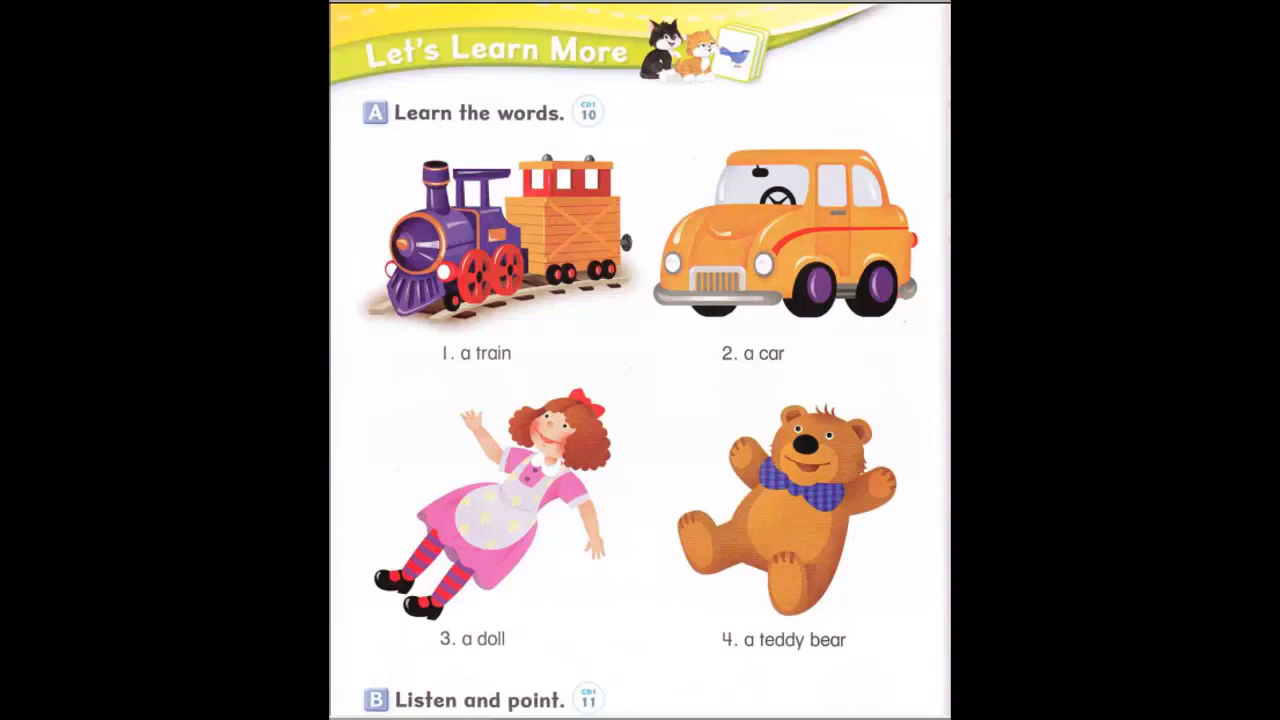 Let's Learn More
A Learn the words. CD1 10
1. a train
2. a car
3. a doll
4. a teddy bear
B Listen and point. CD1 11